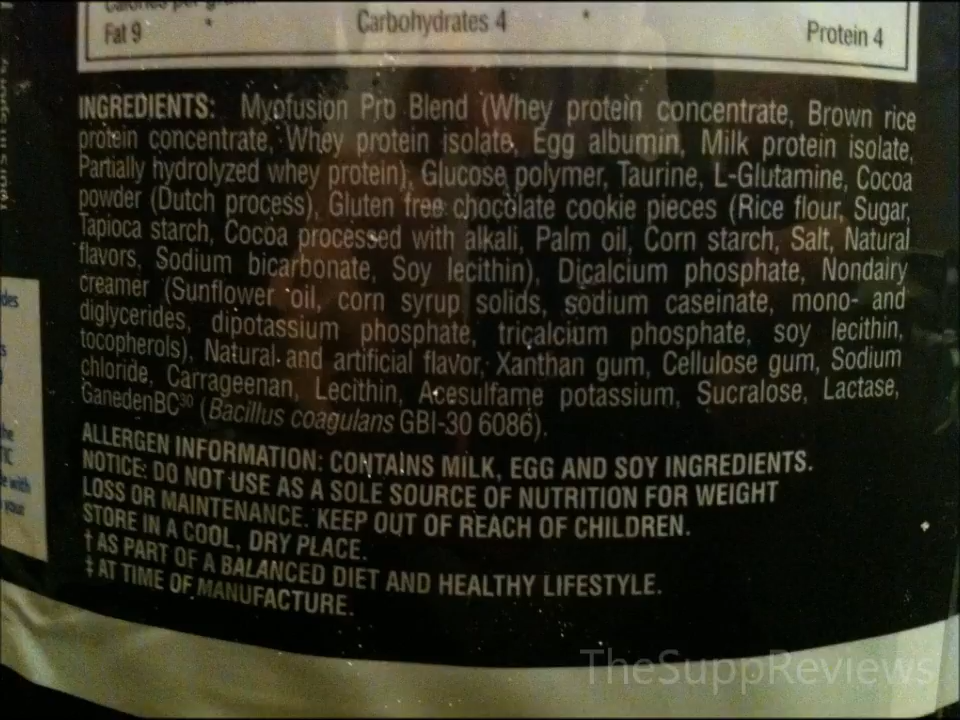 Calories per gram
Fat 9 * Carbohydrates 4 * Protein 4
INGREDIENTS: Myofusion Pro Blend (Whey protein concentrate, Brown rice
protein concentrate, Whey protein isolate, Egg albumin, Milk protein isolate,
Partially hydrolyzed whey protein), Glucose polymer, Taurine, L-Glutamine, Cocoa
powder (Dutch process), Gluten free chocolate cookie pieces (Rice flour, Sugar,
Tapioca starch, Cocoa processed with alkali, Palm oil, Corn starch, Salt, Natural
flavors, Sodium bicarbonate, Soy lecithin), Dicalcium phosphate, Nondairy
creamer (Sunflower oil, corn syrup solids, sodium caseinate, mono- and
diglycerides, dipotassium phosphate, tricalcium phosphate, soy lecithin,
tocopherols), Natural and artificial flavor, Xanthan gum, Cellulose gum, Sodium
chloride, Carrageenan, Lecithin, Acesulfame potassium, Sucralose, Lactase,
GanedenBC³⁰ (Bacillus coagulans GBI-30 6086).
ALLERGEN INFORMATION: CONTAINS MILK, EGG AND SOY INGREDIENTS.
NOTICE: DO NOT USE AS A SOLE SOURCE OF NUTRITION FOR WEIGHT
LOSS OR MAINTENANCE. KEEP OUT OF REACH OF CHILDREN.
STORE IN A COOL, DRY PLACE.
† AS PART OF A BALANCED DIET AND HEALTHY LIFESTYLE.
‡ AT TIME OF MANUFACTURE.
TheSuppReviews